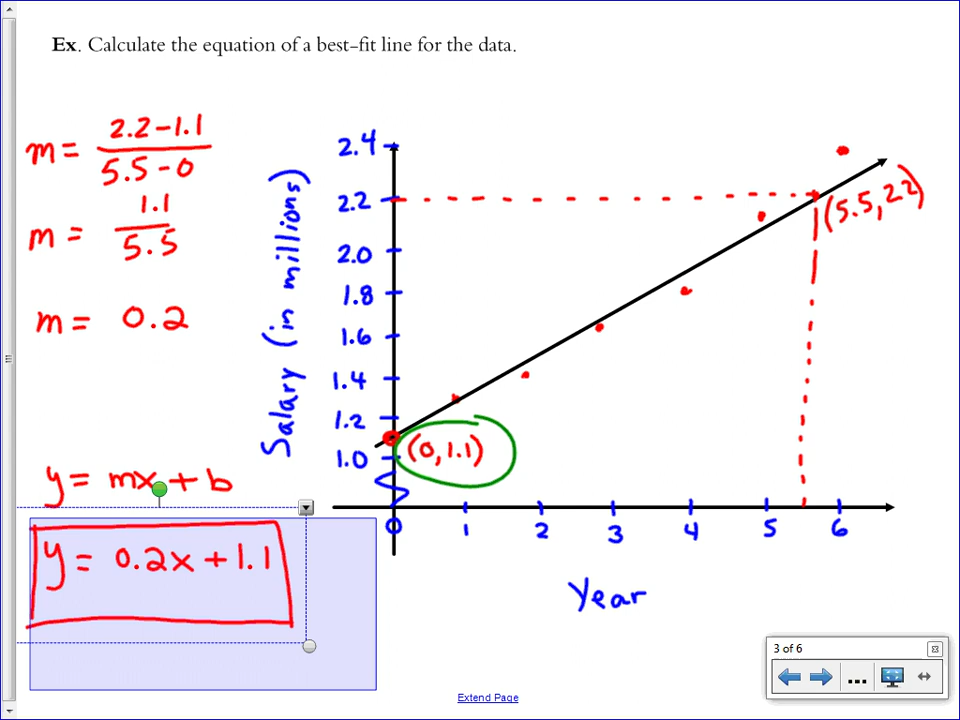 Ex. Calculate the equation of a best-fit line for the data.
m = 2.2-1.1
5.5-0
m = 1.1
5.5
m = 0.2
y = mx + b
y = 0.2x + 1.1
Salary (in millions)
2.4
2.2
2.0
1.8
1.6
1.4
1.2
1.0
(5.5, 2.2)
(0, 1.1)
0
1
2
3
4
5
6
Year
3 of 6
...
Extend Page